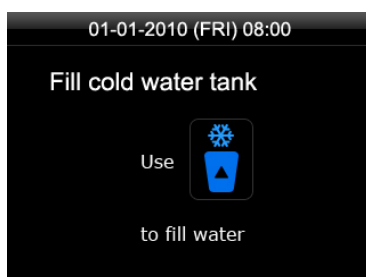 01-01-2010 (FRI) 08:00
Fill cold water tank
Use
to fill water